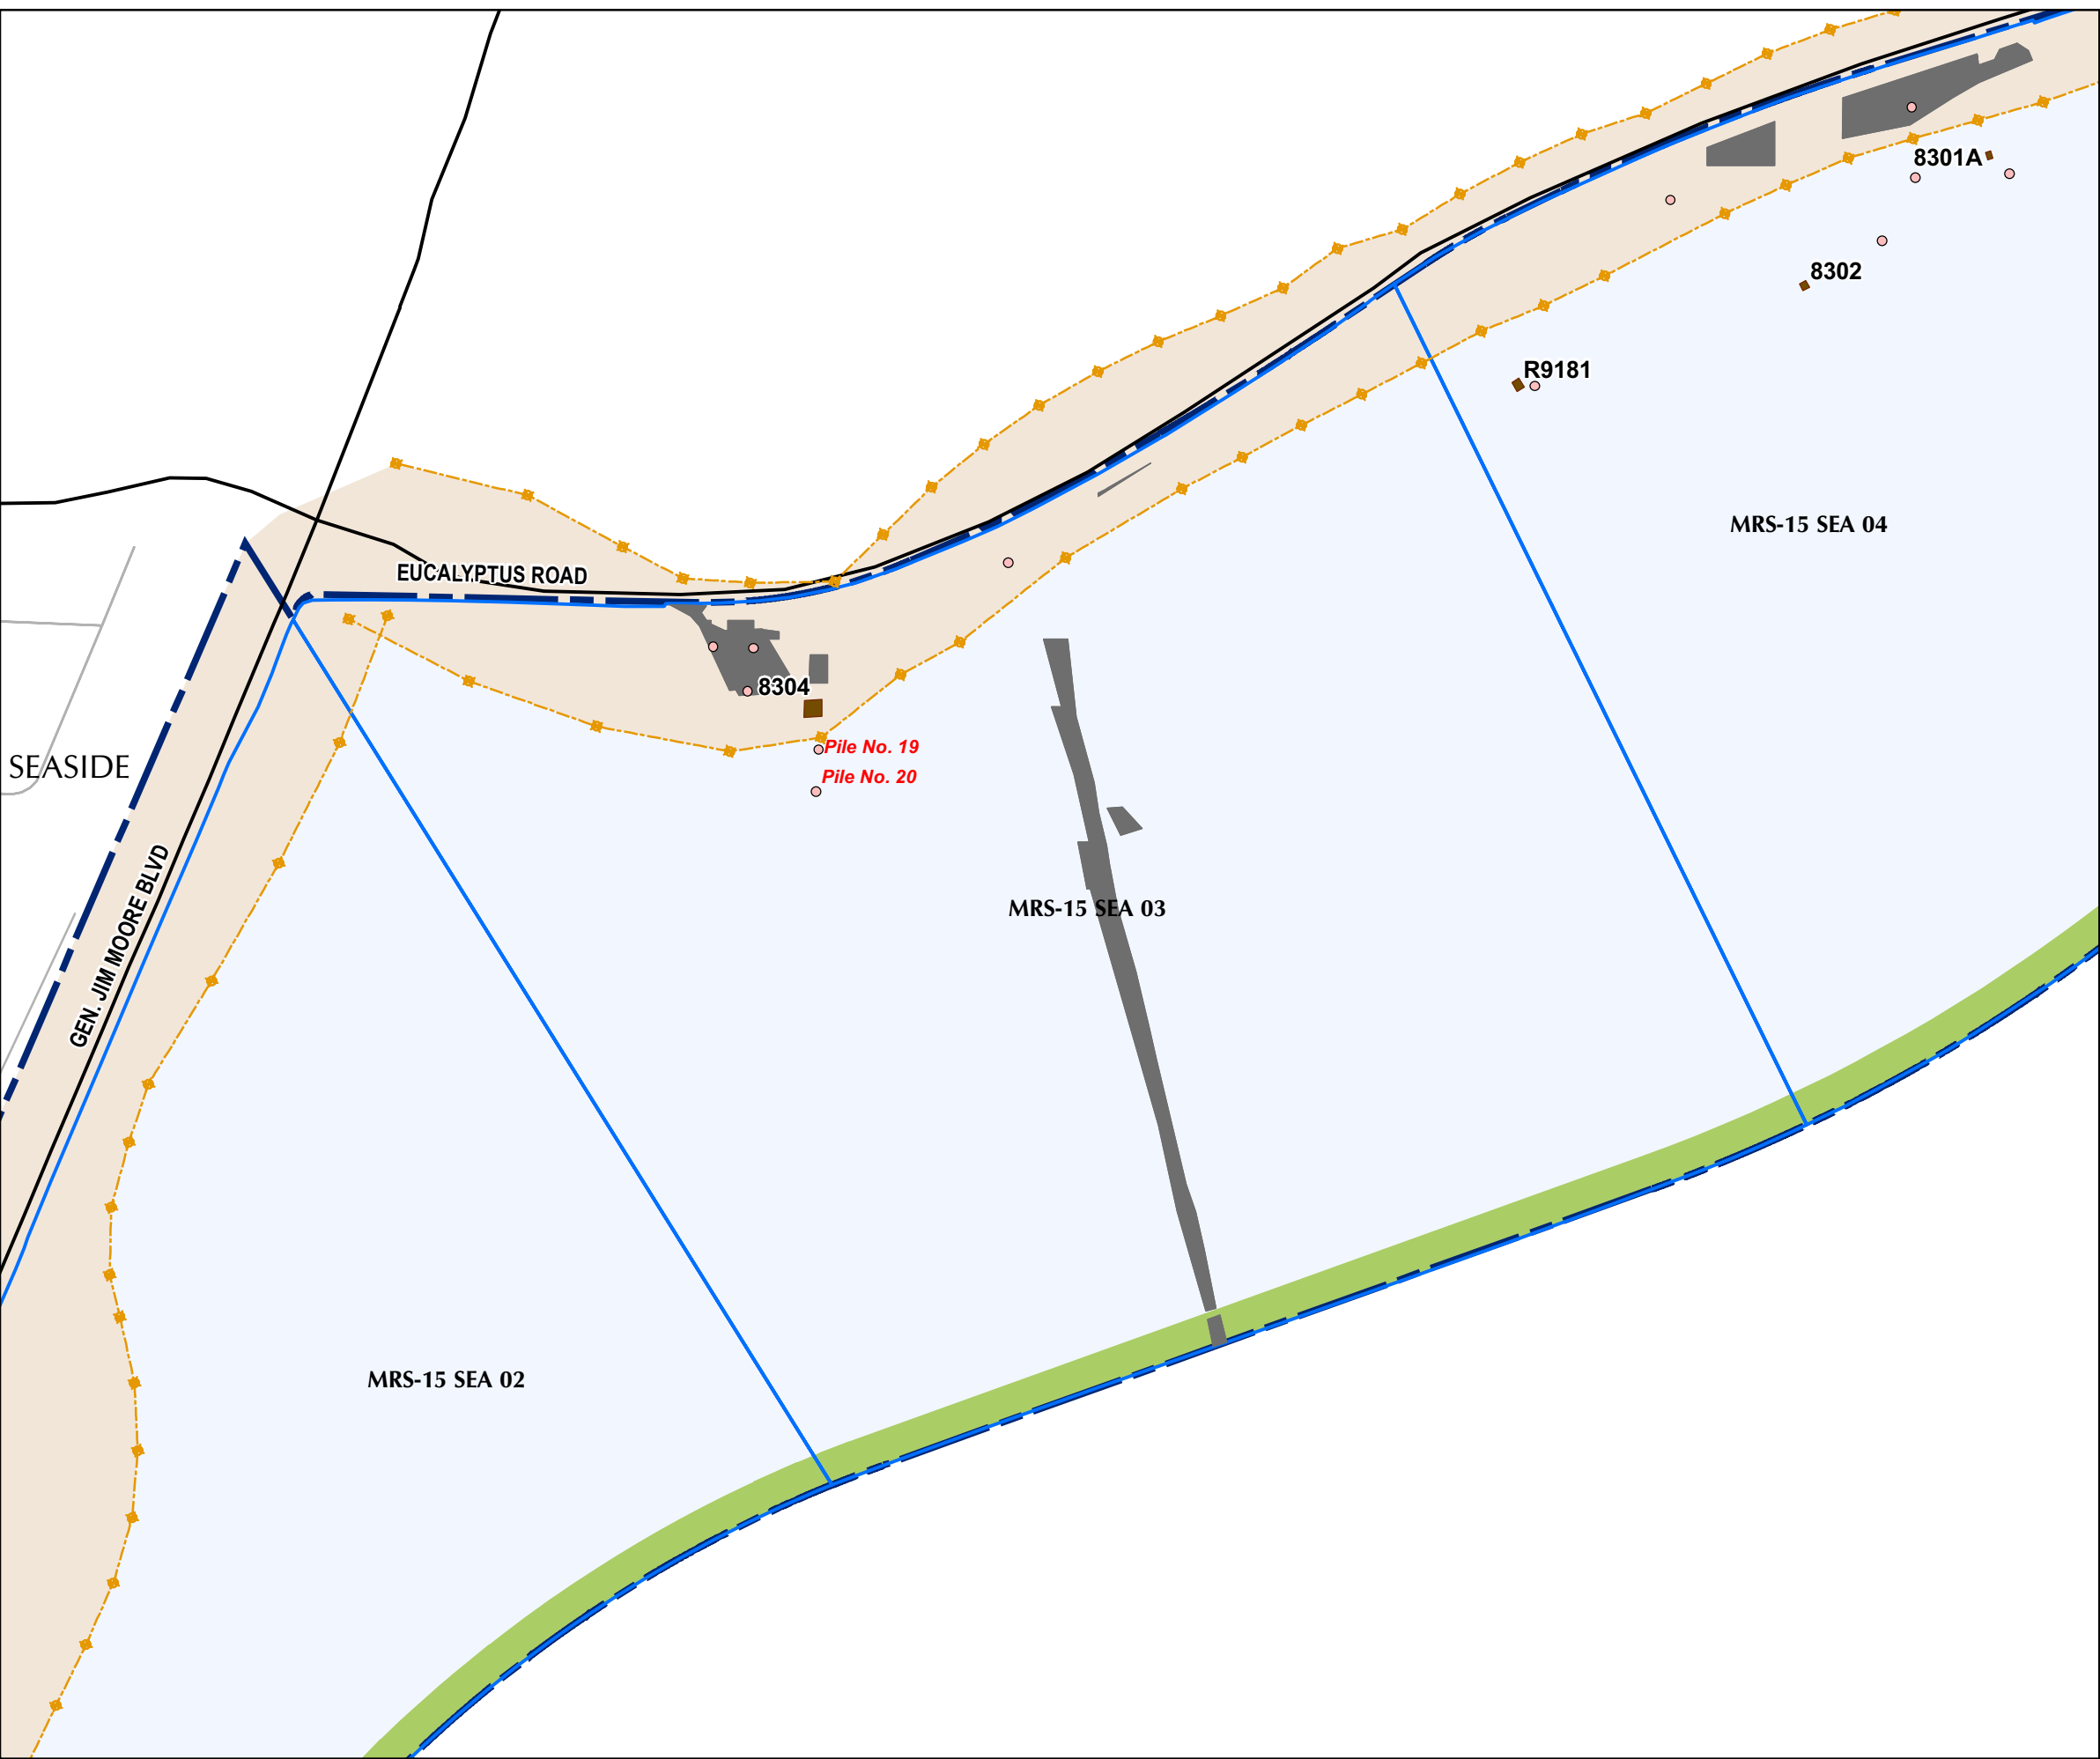 8301A
8302
R9181
MRS-15 SEA 04
EUCALYPTUS ROAD
8304
Pile No. 19
Pile No. 20
SEASIDE
GEN. JIM MOORE BLVD
MRS-15 SEA 03
MRS-15 SEA 02